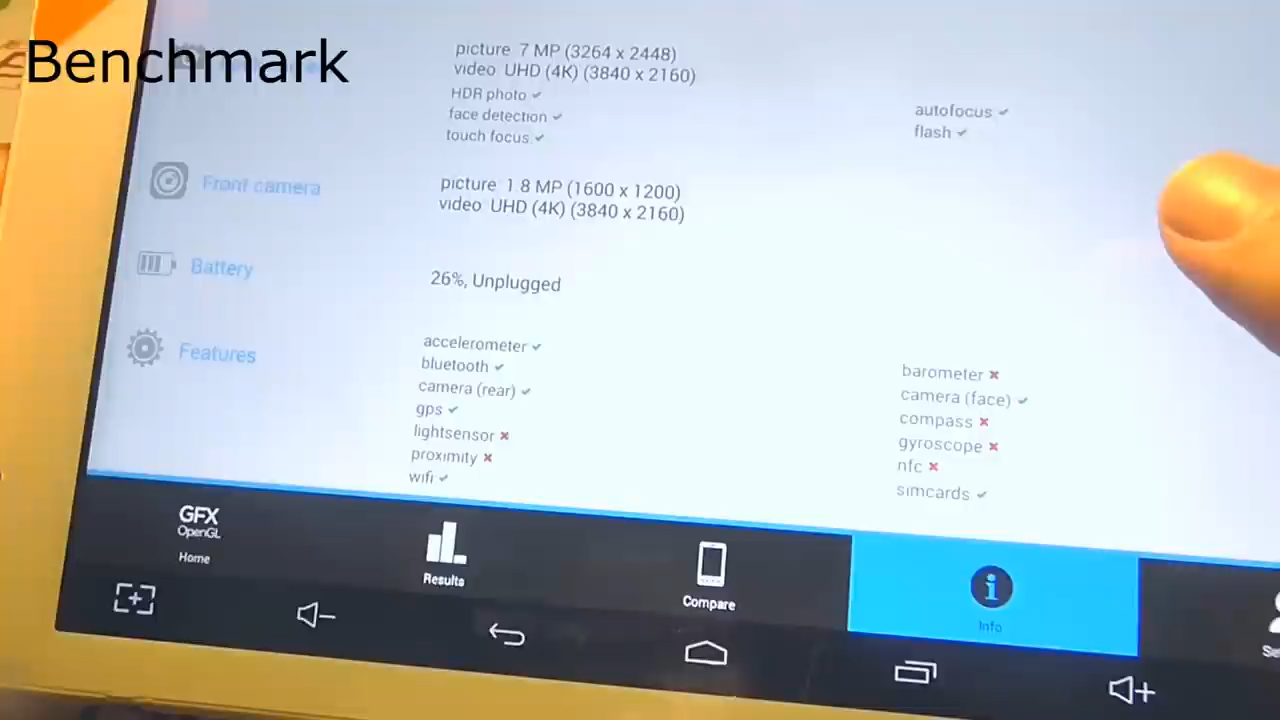 Benchmark
picture 7 MP (3264 x 2448)
video UHD (4K) (3840 x 2160)
HDR photo ✔
autofocus ✔
face detection ✔
flash ✔
touch focus ✔
Front camera
picture 1.8 MP (1600 x 1200)
video UHD (4K) (3840 x 2160)
Battery
26%, Unplugged
Features
accelerometer ✔
barometer ✖
bluetooth ✔
camera (face) ✔
camera (rear) ✔
compass ✖
gps ✔
gyroscope ✖
lightsensor ✖
nfc ✖
proximity ✖
simcards ✔
wifi ✔
GFX
OpenGL
Home
Results
Compare
Info